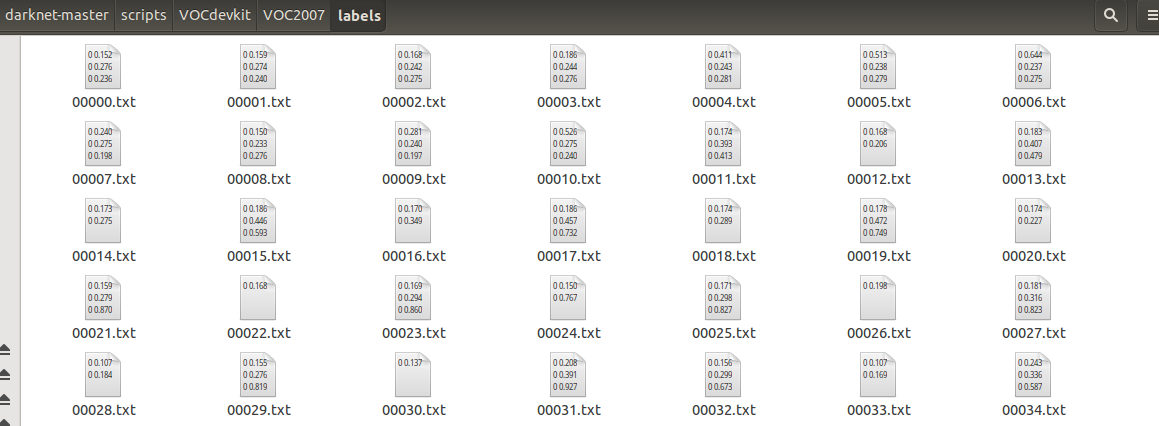 darknet-master scripts VOCdevkit VOC2007 labels
0 0.152 0 0.159 0 0.168 0 0.186 0 0.411 0 0.513 0 0.644
0 0.276 0 0.274 0 0.242 0 0.244 0 0.243 0 0.238 0 0.237
0 0.236 0 0.240 0 0.275 0 0.276 0 0.281 0 0.279 0 0.275
00000.txt 00001.txt 00002.txt 00003.txt 00004.txt 00005.txt 00006.txt
0 0.240 0 0.150 0 0.281 0 0.526 0 0.174 0 0.168 0 0.183
0 0.275 0 0.233 0 0.240 0 0.275 0 0.393 0 0.206 0 0.407
0 0.198 0 0.276 0 0.197 0 0.240 0 0.413 0 0.479
00007.txt 00008.txt 00009.txt 00010.txt 00011.txt 00012.txt 00013.txt
0 0.173 0 0.186 0 0.170 0 0.186 0 0.174 0 0.178 0 0.174
0 0.275 0 0.446 0 0.349 0 0.457 0 0.289 0 0.472 0 0.227
0 0.593 0 0.732 0 0.749
00014.txt 00015.txt 00016.txt 00017.txt 00018.txt 00019.txt 00020.txt
0 0.159 0 0.168 0 0.169 0 0.150 0 0.171 0 0.198 0 0.181
0 0.279 0 0.294 0 0.767 0 0.298 0 0.316
0 0.870 0 0.860 0 0.827 0 0.823
00021.txt 00022.txt 00023.txt 00024.txt 00025.txt 00026.txt 00027.txt
0 0.107 0 0.155 0 0.137 0 0.208 0 0.156 0 0.107 0 0.243
0 0.184 0 0.276 0 0.391 0 0.299 0 0.169 0 0.336
0 0.819 0 0.927 0 0.673 0 0.587
00028.txt 00029.txt 00030.txt 00031.txt 00032.txt 00033.txt 00034.txt